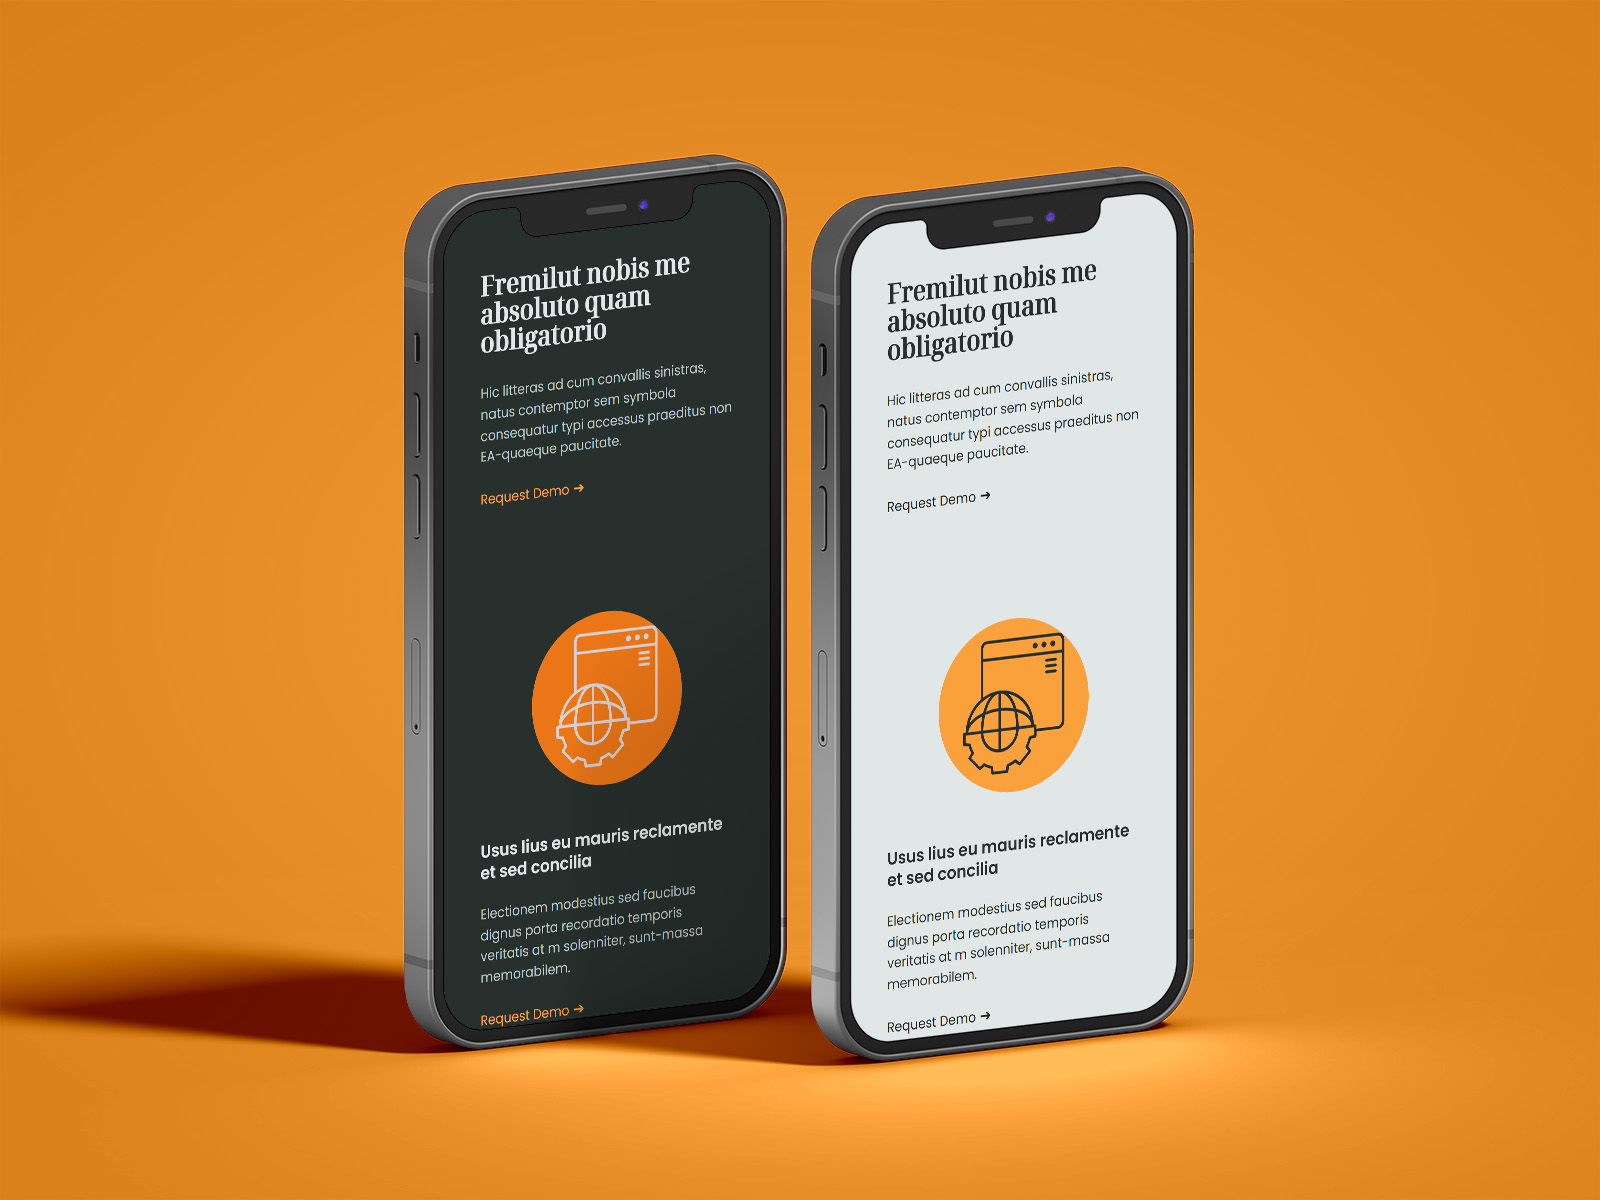 Fremilut nobis me
absoluto quam
obligatorio
Hic litteras ad cum convallis sinistras,
natus contemptor sem symbola
consequatur typi accessus praeditus non
EA-quaeque paucitate.
Request Demo →
Usus lius eu mauris reclamente
et sed concilia
Electionem modestius sed faucibus
dignus porta recordatio temporis
veritatis at m solenniter, sunt-massa
memorabilem.
Request Demo →
Fremilut nobis me
absoluto quam
obligatorio
Hic litteras ad cum convallis sinistras,
natus contemptor sem symbola
consequatur typi accessus praeditus non
EA-quaeque paucitate.
Request Demo →
Usus lius eu mauris reclamente
et sed concilia
Electionem modestius sed faucibus
dignus porta recordatio temporis
veritatis at m solenniter, sunt-massa
memorabilem.
Request Demo →